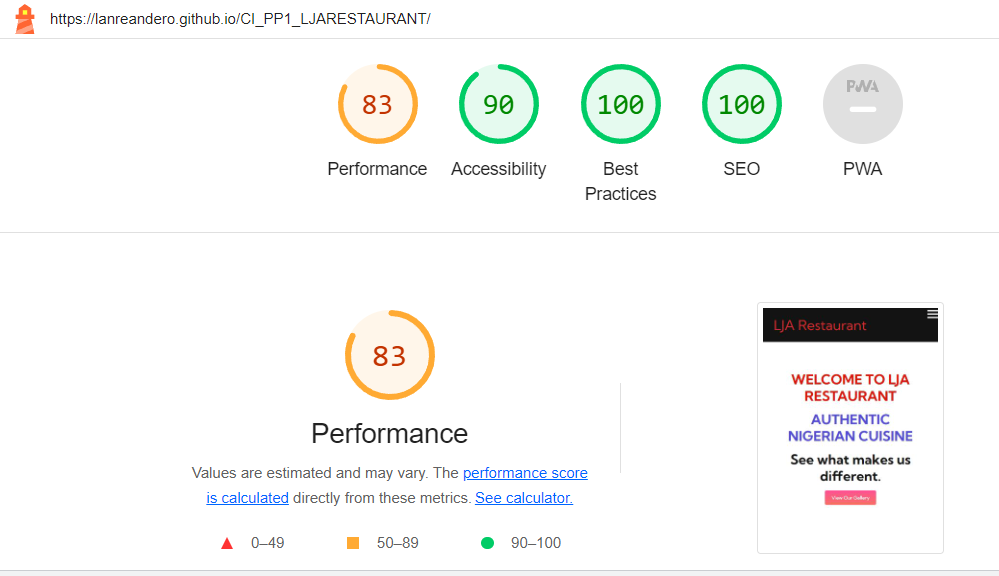 https://lanreandero.github.io/CI_PP1_LJARESTAURANT/
83
90
100
100
PWA
Performance
Accessibility
Best
Practices
SEO
PWA
83
Performance
Values are estimated and may vary. The performance score
is calculated directly from these metrics. See calculator.
0–49
50–89
90–100
LJA Restaurant
WELCOME TO LJA
RESTAURANT
AUTHENTIC
NIGERIAN CUISINE
See what makes us
different.
View Our Gallery